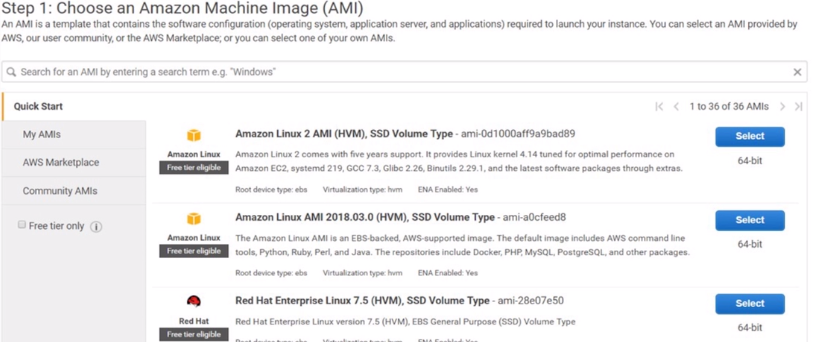 Step 1: Choose an Amazon Machine Image (AMI)
An AMI is a template that contains the software configuration (operating system, application server, and applications) required to launch your instance. You can select an AMI provided by
AWS, our user community, or the AWS Marketplace; or you can select one of your own AMIs.
Search for an AMI by entering a search term e.g. "Windows"
Quick Start
1 to 36 of 36 AMIs
My AMIs
AWS Marketplace
Community AMIs
Free tier only
Amazon Linux
Free tier eligible
Amazon Linux 2 AMI (HVM), SSD Volume Type - ami-0d1000aff9a9bad89
Amazon Linux 2 comes with five years support. It provides Linux kernel 4.14 tuned for optimal performance on
Amazon EC2, systemd 219, GCC 7.3, Glibc 2.26, Binutils 2.29.1, and the latest software packages through extras.
Root device type: ebs Virtualization type: hvm ENA Enabled: Yes
Select
64-bit
Amazon Linux
Free tier eligible
Amazon Linux AMI 2018.03.0 (HVM), SSD Volume Type - ami-a0cfeed8
The Amazon Linux AMI is an EBS-backed, AWS-supported image. The default image includes AWS command line
tools, Python, Ruby, Perl, and Java. The repositories include Docker, PHP, MySQL, PostgreSQL, and other packages.
Root device type: ebs Virtualization type: hvm ENA Enabled: Yes
Select
64-bit
Red Hat
Free tier eligible
Red Hat Enterprise Linux 7.5 (HVM), SSD Volume Type - ami-28e07e50
Red Hat Enterprise Linux version 7.5 (HVM), EBS General Purpose (SSD) Volume Type
Root device type: ebs Virtualization type: hvm ENA Enabled: Yes
Select
64-bit